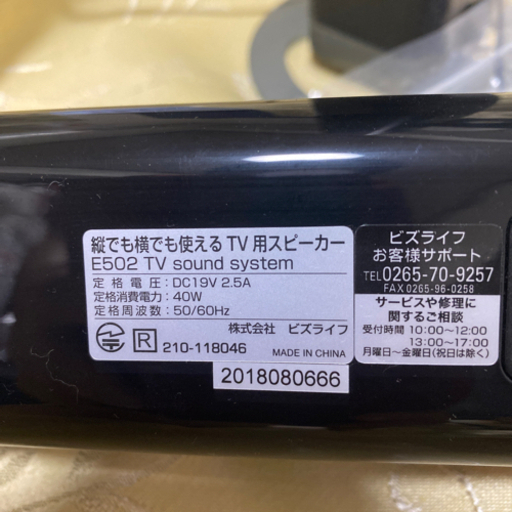 縦でも横でも使えるTV用スピーカー
E502 TV sound system
定格電圧：DC19V 2.5A
定格消費電力：40W
定格周波数：50/60Hz
株式会社 ビズライフ
R 210-118046 MADE IN CHINA
2018080666
ビズライフ
お客様サポート
TEL0265-70-9257
FAX 0265-96-0258
サービスや修理に
関するご相談
受付時間 10:00〜12:00
13:00〜17:00
月曜日〜金曜日(祝日は除く)